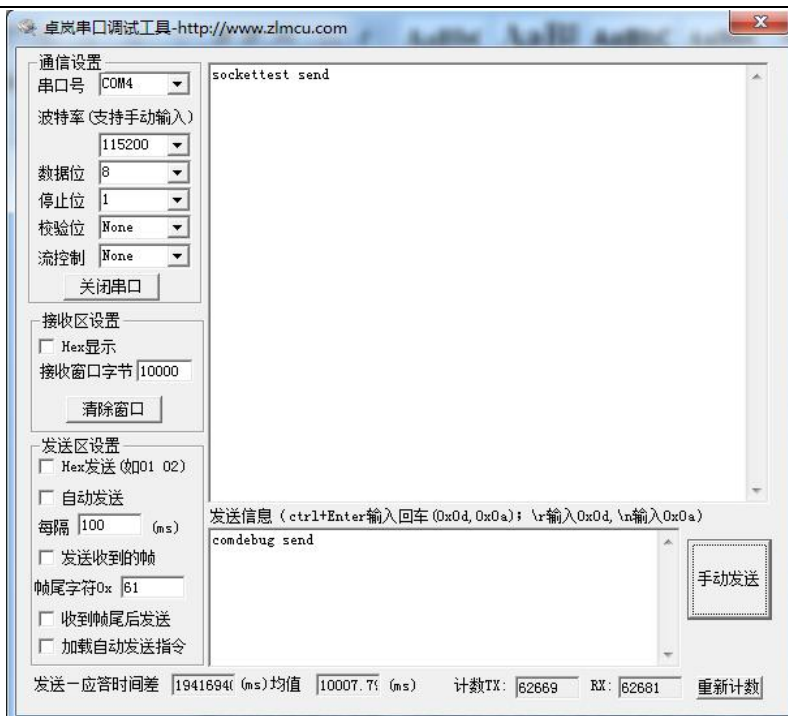 卓岚串口调试工具-http://www.zlmcu.com
通信设置
串口号 COM4
波特率(支持手动输入)
115200
数据位 8
停止位 1
校验位 None
流控制 None
关闭串口
接收区设置
Hex显示
接收窗口字节 10000
清除窗口
发送区设置
Hex发送(如01 02)
自动发送
每隔 100 (ms)
发送收到的帧
帧尾字符0x 61
收到帧尾后发送
加载自动发送指令
sockettest send
发送信息(ctrl+Enter输入回车(0x0d,0x0a); \r输入0x0d,\n输入0x0a)
comdebug send
手动发送
发送一应答时间差 (ms)均值 (ms) 计数TX: 62669 RX: 62681 重新计数